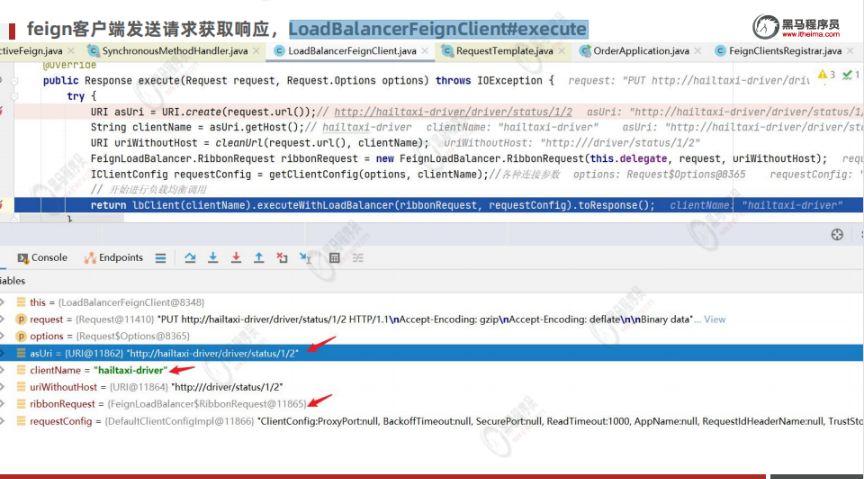 feign客户端发送请求获取响应，LoadBalancerFeignClient#execute
黑马程序员
www.itheima.com
ctiveFeign.java × SynchronousMethodHandler.java × LoadBalancerFeignClient.java × RequestTemplate.java × OrderApplication.java × FeignClientsRegistrar.java ×
@Override
public Response execute(Request request, Request.Options options) throws IOException { request: "PUT http://hailtaxi-driver/driv 3 1
try {
URI asUri = URI.create(request.url());// http://hailtaxi-driver/driver/status/1/2 asUri: "http://hailtaxi-driver/driver/status/1/
String clientName = asUri.getHost();// hailtaxi-driver clientName: "hailtaxi-driver" asUri: "http://hailtaxi-driver/driver/sta
URI uriWithoutHost = cleanUrl(request.url(), clientName); uriWithoutHost: "http:///driver/status/1/2"
FeignLoadBalancer.RibbonRequest ribbonRequest = new FeignLoadBalancer.RibbonRequest(this.delegate, request, uriWithoutHost); requ
IClientConfig requestConfig = getClientConfig(options, clientName);//各种连接参数 options: Request$Options@8365 requestConfig: "
// 开始进行负载均衡调用
return lbClient(clientName).executeWithLoadBalancer(ribbonRequest, requestConfig).toResponse(); clientName: "hailtaxi-driver"
}
Console Endpoints
iables
this = {LoadBalancerFeignClient@8348}
request = {Request@11410} "PUT http://hailtaxi-driver/driver/status/1/2 HTTP/1.1\nAccept-Encoding: gzip\nAccept-Encoding: deflate\n\nBinary data"... View
options = {Request$Options@8365}
asUri = {URI@11862} "http://hailtaxi-driver/driver/status/1/2"
clientName = "hailtaxi-driver"
uriWithoutHost = {URI@11864} "http:///driver/status/1/2"
ribbonRequest = {FeignLoadBalancer$RibbonRequest@11865}
requestConfig = {DefaultClientConfigImpl@11866} "ClientConfig:ProxyPort:null, BackoffTimeout:null, SecurePort:null, ReadTimeout:1000, AppName:null, RequestIdHeaderName:null, TrustSto